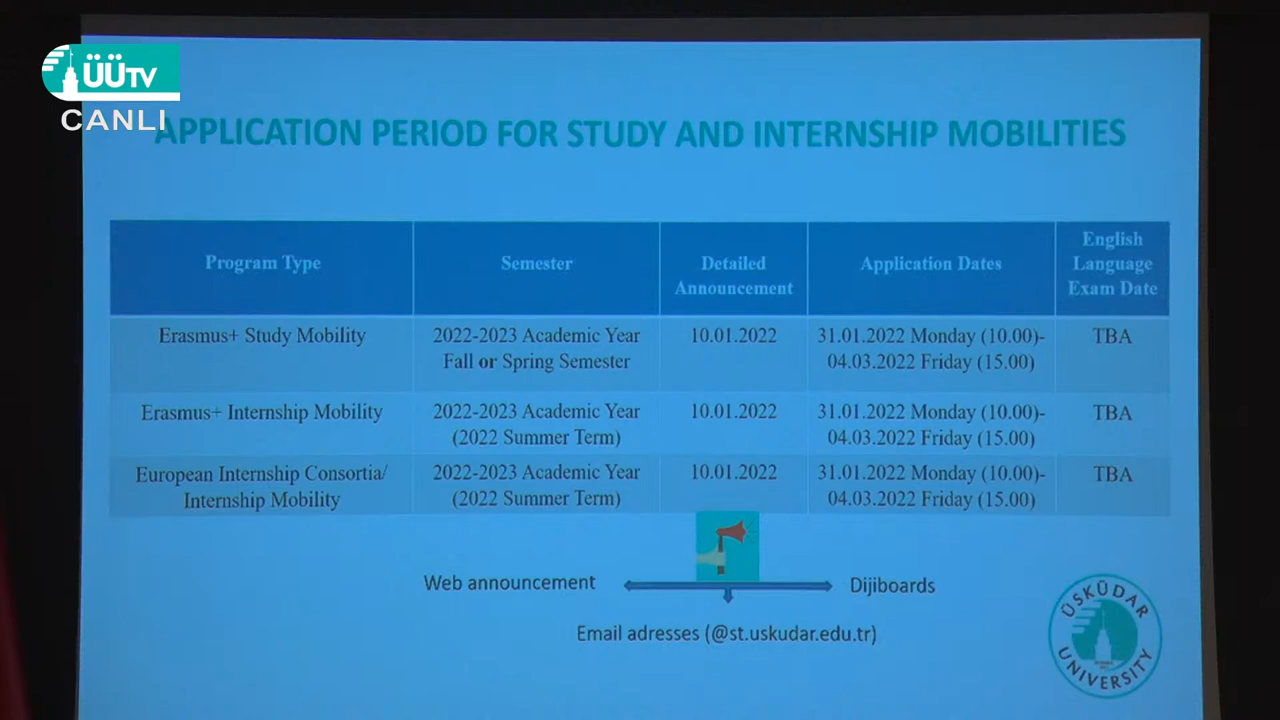 ÜÜTV
CANLI
APPLICATION PERIOD FOR STUDY AND INTERNSHIP MOBILITIES
Program Type
Semester
Detailed
Announcement
Application Dates
English
Language
Exam Date
Erasmus+ Study Mobility
2022-2023 Academic Year
Fall or Spring Semester
10.01.2022
31.01.2022 Monday (10.00)-
04.03.2022 Friday (15.00)
TBA
Erasmus+ Internship Mobility
2022-2023 Academic Year
(2022 Summer Term)
10.01.2022
31.01.2022 Monday (10.00)-
04.03.2022 Friday (15.00)
TBA
European Internship Consortia/
Internship Mobility
2022-2023 Academic Year
(2022 Summer Term)
10.01.2022
31.01.2022 Monday (10.00)-
04.03.2022 Friday (15.00)
TBA
Web announcement
Dijiboards
Email adresses (@st.uskudar.edu.tr)
ÜSKÜDAR
UNIVERSITY